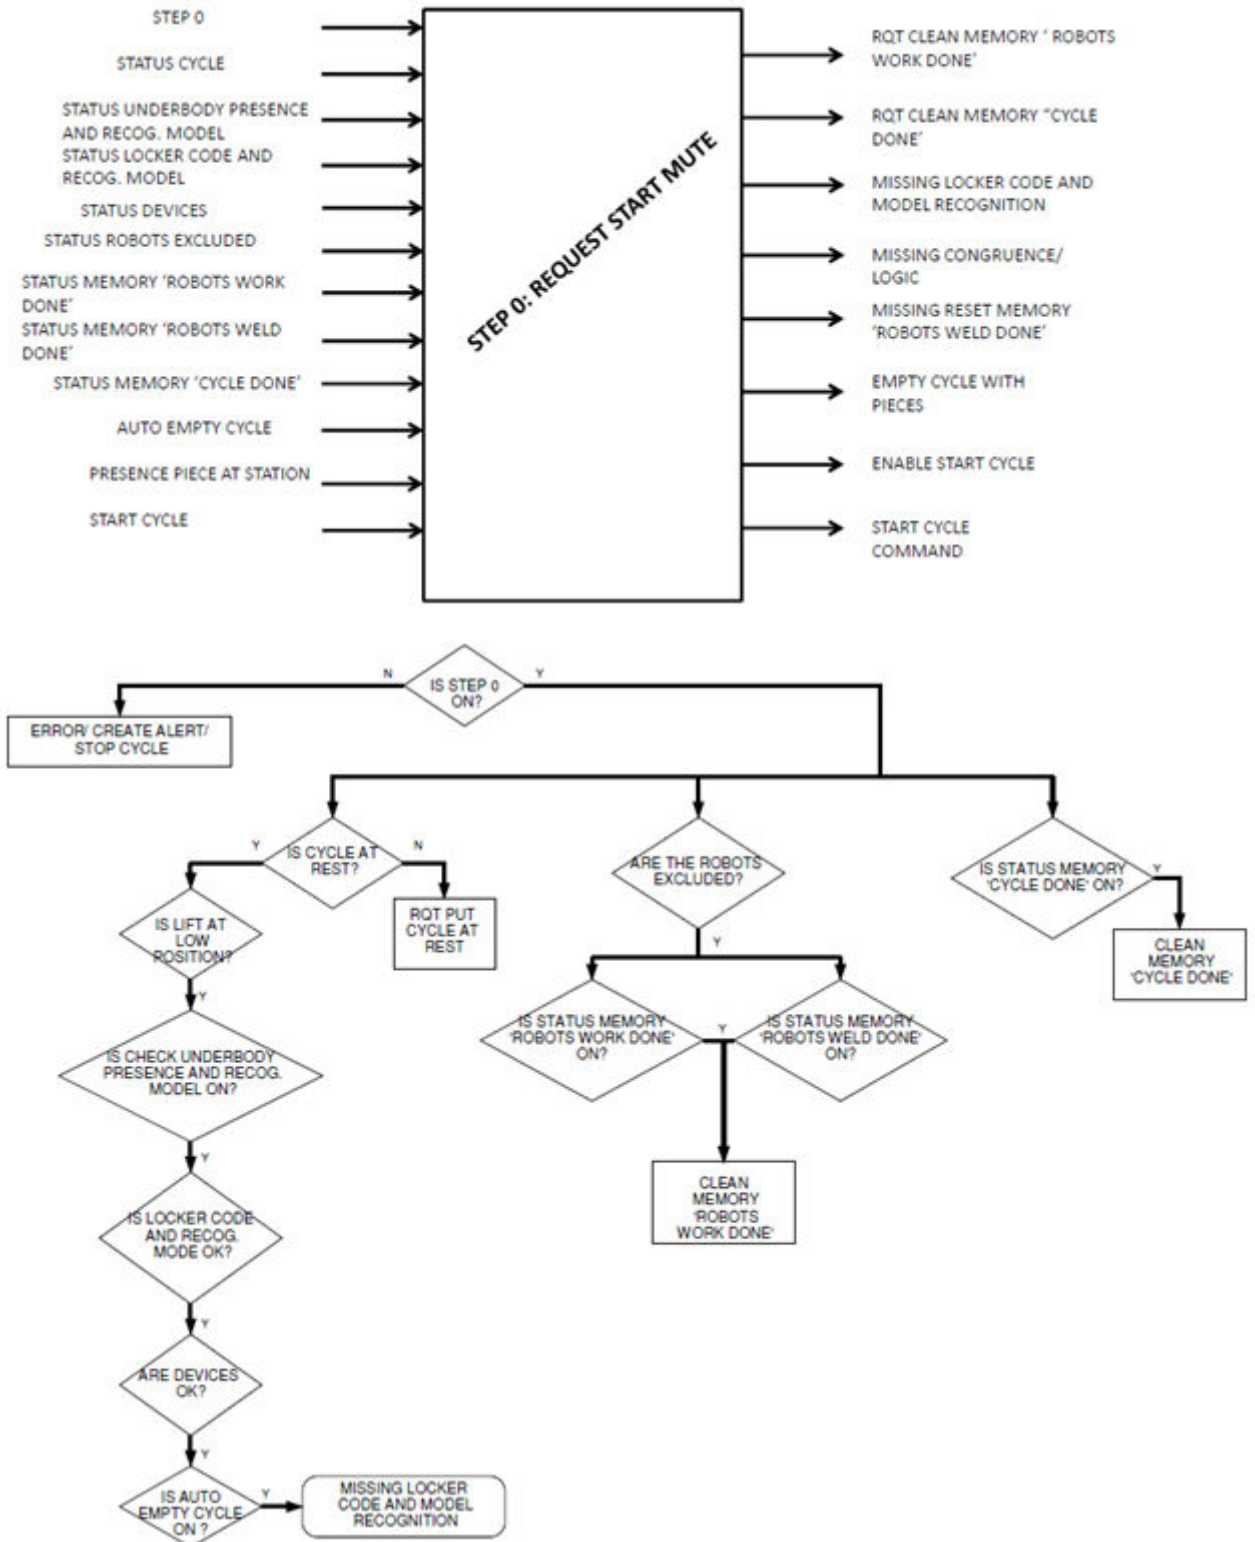 STEP 0
STATUS CYCLE
STATUS UNDERBODY PRESENCE
AND RECOG. MODEL
STATUS LOCKER CODE AND
RECOG. MODEL
STATUS DEVICES
STATUS ROBOTS EXCLUDED
STATUS MEMORY ‘ROBOTS WORK
DONE’
STATUS MEMORY ‘ROBOTS WELD
DONE’
STATUS MEMORY ‘CYCLE DONE’
AUTO EMPTY CYCLE
PRESENCE PIECE AT STATION
START CYCLE
STEP 0: REQUEST START MUTE
RQT CLEAN MEMORY ‘ ROBOTS
WORK DONE’
RQT CLEAN MEMORY “CYCLE
DONE’
MISSING LOCKER CODE AND
MODEL RECOGNITION
MISSING CONGRUENCE/
LOGIC
MISSING RESET MEMORY
‘ROBOTS WELD DONE’
EMPTY CYCLE WITH
PIECES
ENABLE START CYCLE
START CYCLE
COMMAND
N
IS STEP 0
ON?
Y
ERROR/ CREATE ALERT/
STOP CYCLE
Y
IS CYCLE AT
REST?
N
RQT PUT
CYCLE AT
REST
ARE THE ROBOTS
EXCLUDED?
Y
IS STATUS MEMORY
'CYCLE DONE' ON?
Y
CLEAN
MEMORY
'CYCLE DONE'
IS LIFT AT
LOW
POSITION?
Y
IS STATUS MEMORY
'ROBOTS WORK DONE'
ON?
Y
IS STATUS MEMORY
'ROBOTS WELD DONE'
ON?
CLEAN
MEMORY
'ROBOTS
WORK DONE'
IS CHECK UNDERBODY
PRESENCE AND RECOG.
MODEL ON?
Y
IS LOCKER CODE
AND RECOG.
MODE OK?
Y
ARE DEVICES
OK?
Y
IS AUTO
EMPTY CYCLE
ON ?
Y
MISSING LOCKER
CODE AND MODEL
RECOGNITION